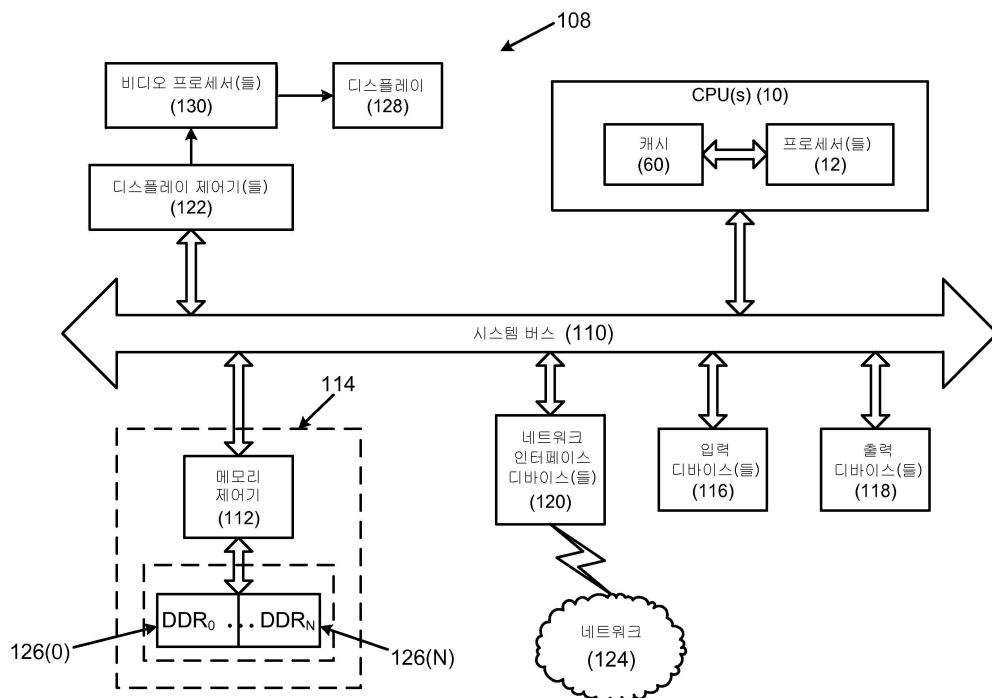 108
비디오 프로세서(들)
(130)
디스플레이
(128)
CPU(s) (10)
캐시
(60)
프로세서(들)
(12)
디스플레이 제어기(들)
(122)
시스템 버스 (110)
114
메모리
제어기
(112)
네트워크
인터페이스
디바이스(들)
(120)
입력
디바이스(들)
(116)
출력
디바이스(들)
(118)
DDR0 ... DDRN
126(0)
126(N)
네트워크
(124)